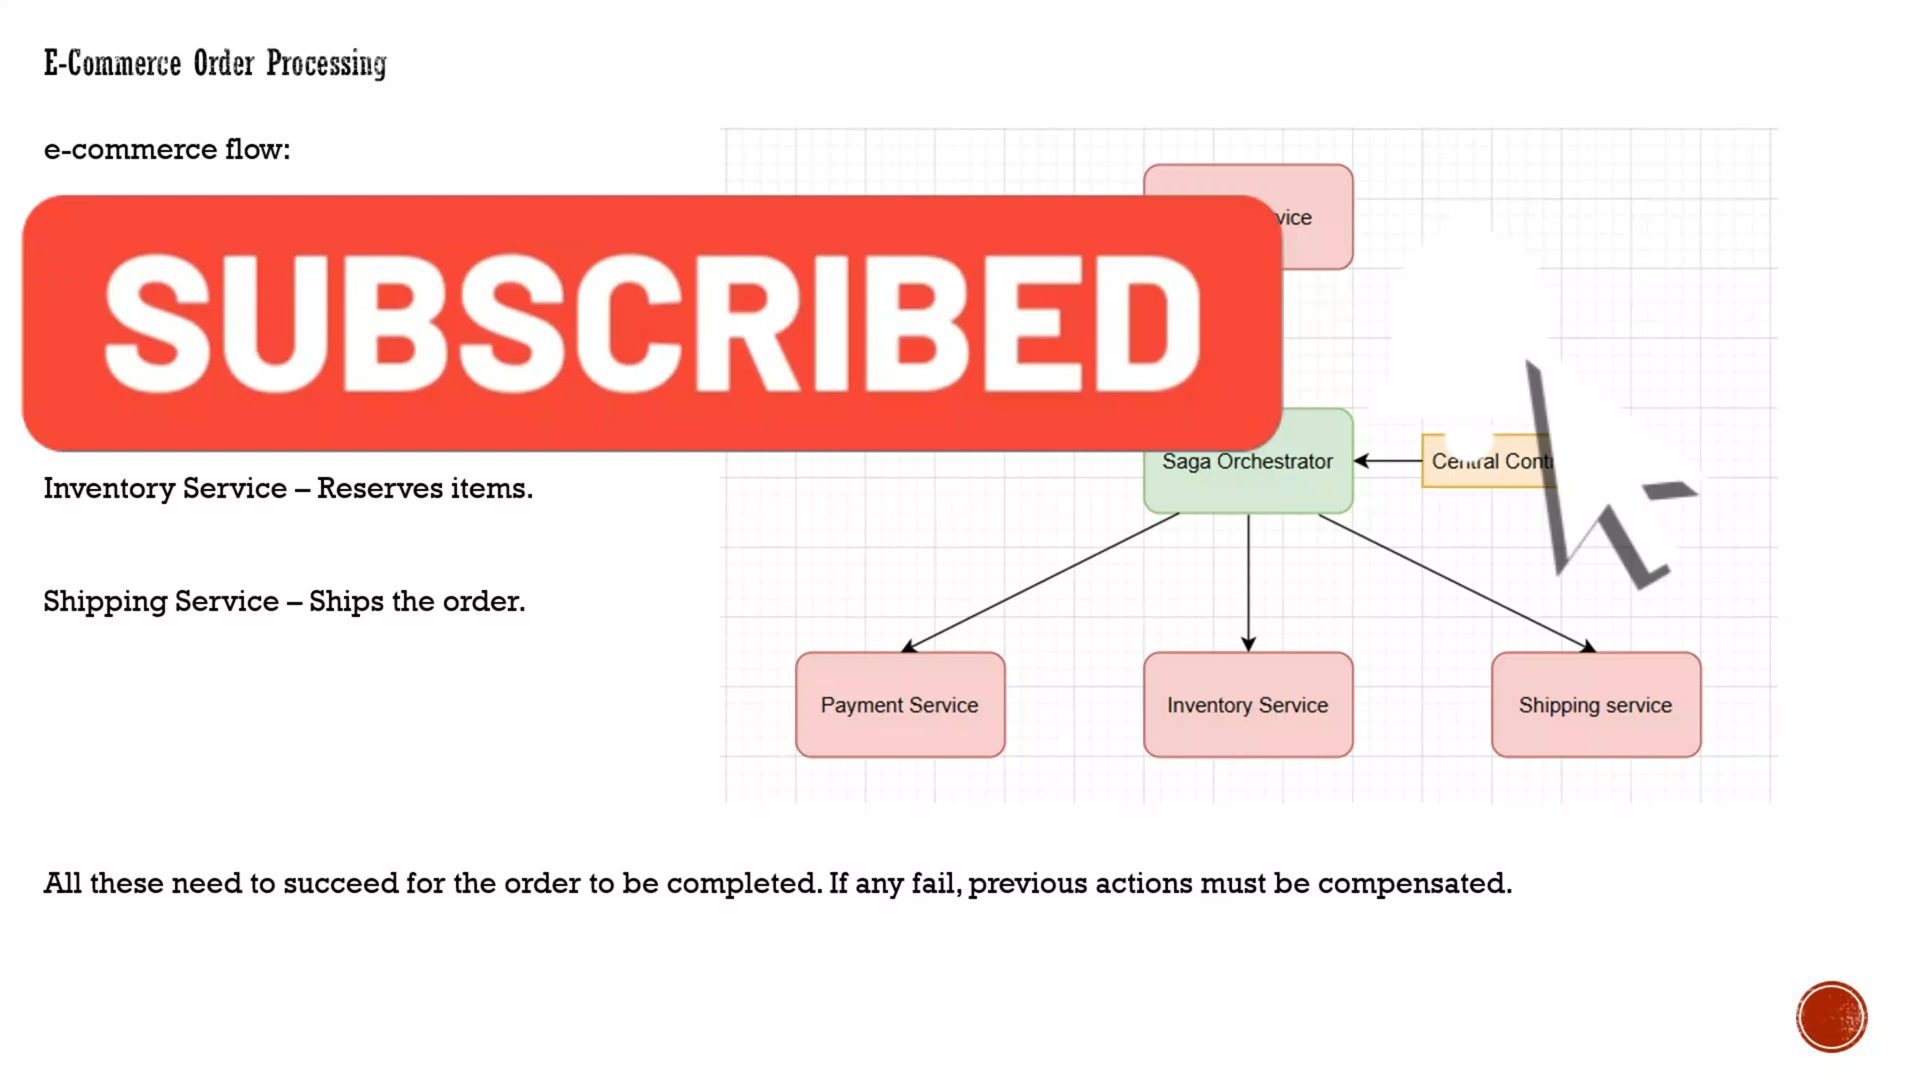 E-Commerce Order Processing
e-commerce flow:
SUBSCRIBED
Saga Orchestrator
Central
Inventory Service – Reserves items.
Shipping Service – Ships the order.
Payment Service
Inventory Service
Shipping service
All these need to succeed for the order to be completed. If any fail, previous actions must be compensated.